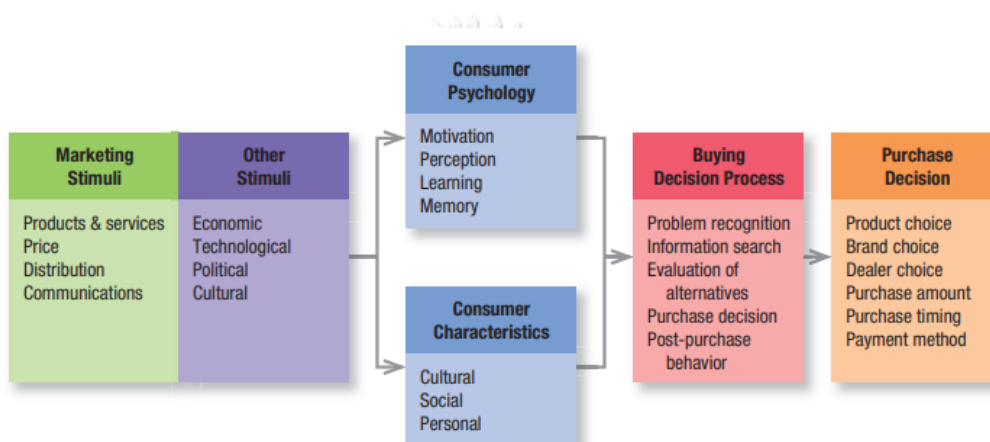 Marketing
Stimuli
Products & services
Price
Distribution
Communications
Other
Stimuli
Economic
Technological
Political
Cultural
Consumer
Psychology
Motivation
Perception
Learning
Memory
Consumer
Characteristics
Cultural
Social
Personal
Buying
Decision Process
Problem recognition
Information search
Evaluation of
alternatives
Purchase decision
Post-purchase
behavior
Purchase
Decision
Product choice
Brand choice
Dealer choice
Purchase amount
Purchase timing
Payment method